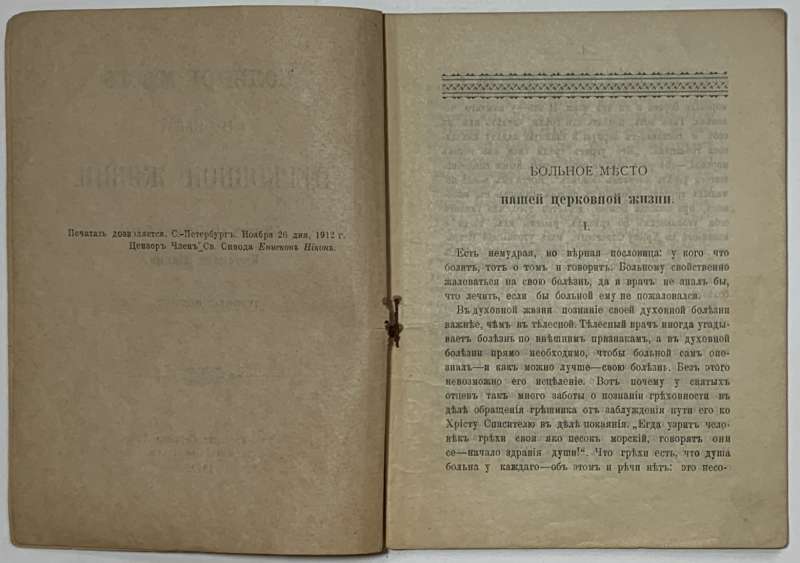 Печатать дозволяется. С.-Петербургъ. Ноября 26 дня, 1912 г.
Цензоръ Членъ Св. Синода Епископъ Никонъ.
БОЛЬНОЕ МѢСТО
нашей церковной жизни.
I.
Есть немудрая, но вѣрная пословица: у кого что
болитъ, тотъ о томъ и говоритъ. Больному свойственно
жаловаться на свою болѣзнь, да и врачъ не зналъ бы,
что лечить, если бы больной ему не пожаловался.
Въ духовной жизни познаніе своей духовной болѣзни
важнѣе, чѣмъ въ тѣлесной. Тѣлесный врачъ иногда угады-
ваетъ болѣзнь по внѣшнимъ признакамъ, а въ духовной
болѣзни прямо необходимо, чтобы больной самъ опо-
зналъ—и какъ можно лучше—свою болѣзнь. Безъ этого
невозможно его исцѣленіе. Вотъ почему у святыхъ
отцевъ такъ много заботы о познаніи грѣховности въ
дѣлѣ обращенія грѣшника отъ заблужденія пути его ко
Христу Спасителю въ дѣлѣ покаянія. „Егда узритъ чело-
вѣкъ грѣхи своя яко песокъ морскій, говорятъ они
се—начало здравія души!“. Что грѣхи есть, что душа
больна у каждаго—объ этомъ и рѣчи нѣтъ: это несо-